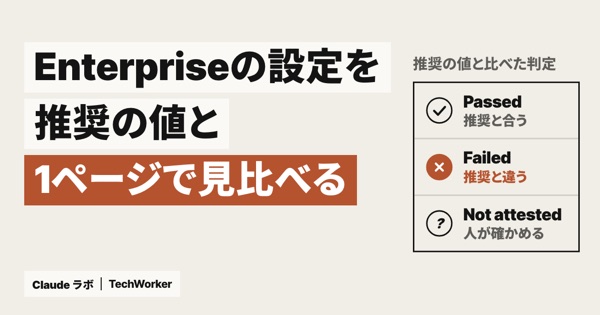 Enterpriseの設定を
推奨の値と
1ページで見比べる
推奨の値と比べた判定
Passed
推奨と合う
Failed
推奨と違う
Not attested
人が確かめる
Claude ラボ | TechWorker